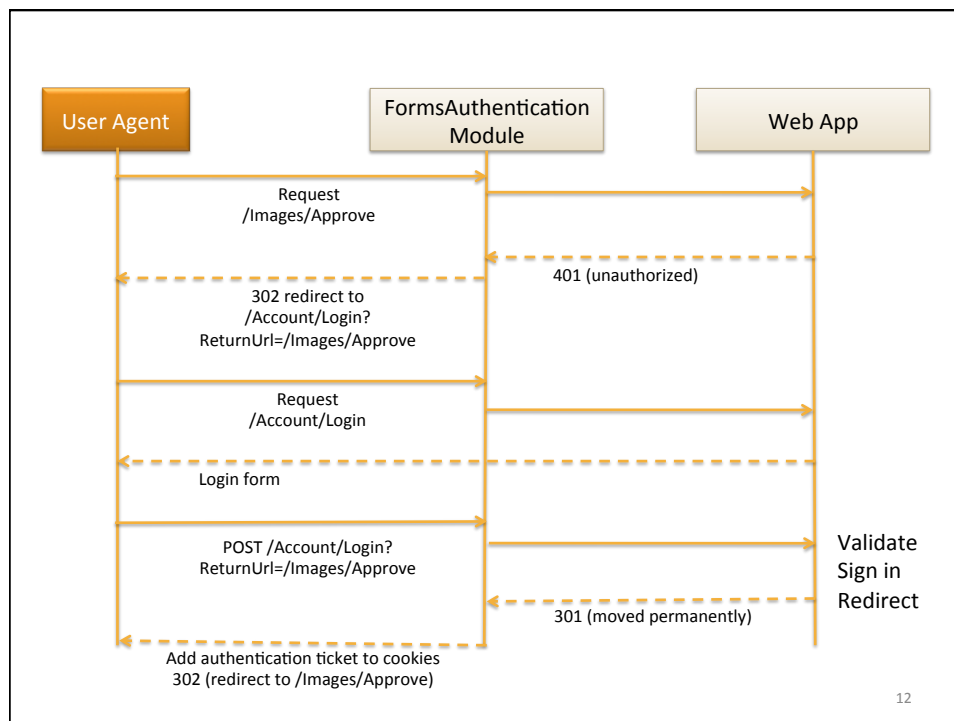 User Agent
FormsAuthentication
Module
Web App
Request
/Images/Approve
401 (unauthorized)
302 redirect to
/Account/Login?
ReturnUrl=/Images/Approve
Request
/Account/Login
Login form
POST /Account/Login?
ReturnUrl=/Images/Approve
Validate
Sign in
Redirect
301 (moved permanently)
Add authentication ticket to cookies
302 (redirect to /Images/Approve)
12